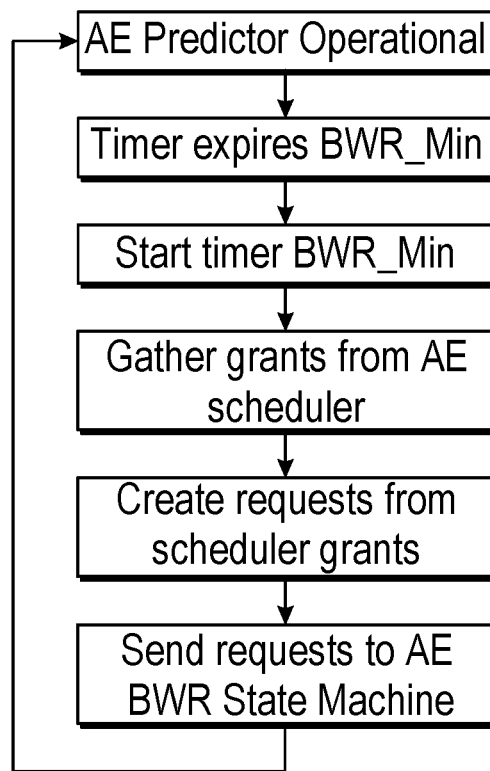 AE Predictor Operational
Timer expires BWR_Min
Start timer BWR_Min
Gather grants from AE
scheduler
Create requests from
scheduler grants
Send requests to AE
BWR State Machine